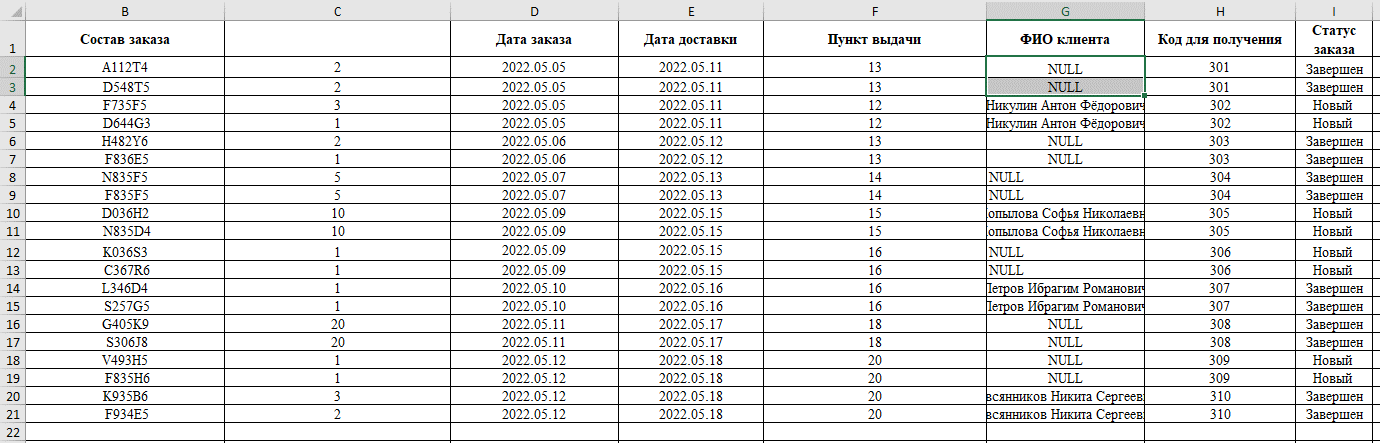 B C D E F G H I
1 Состав заказа Дата заказа Дата доставки Пункт выдачи ФИО клиента Код для получения Статус заказа
2 A112T4 2 2022.05.05 2022.05.11 13 NULL 301 Завершен
3 D548T5 2 2022.05.05 2022.05.11 13 NULL 301 Завершен
4 F735F5 3 2022.05.05 2022.05.11 12 Никулин Антон Фёдорович 302 Новый
5 D644G3 1 2022.05.05 2022.05.11 12 Никулин Антон Фёдорович 302 Новый
6 H482Y6 2 2022.05.06 2022.05.12 13 NULL 303 Завершен
7 F836E5 1 2022.05.06 2022.05.12 13 NULL 303 Завершен
8 N835F5 5 2022.05.07 2022.05.13 14 NULL 304 Завершен
9 F835F5 5 2022.05.07 2022.05.13 14 NULL 304 Завершен
10 D036H2 10 2022.05.09 2022.05.15 15 опылова Софья Николаевн 305 Новый
11 N835D4 10 2022.05.09 2022.05.15 15 опылова Софья Николаевн 305 Новый
12 K036S3 1 2022.05.09 2022.05.15 16 NULL 306 Новый
13 C367R6 1 2022.05.09 2022.05.15 16 NULL 306 Новый
14 L346D4 1 2022.05.10 2022.05.16 16 Петров Ибрагим Романович 307 Завершен
15 S257G5 1 2022.05.10 2022.05.16 16 Петров Ибрагим Романович 307 Завершен
16 G405K9 20 2022.05.11 2022.05.17 18 NULL 308 Завершен
17 S306J8 20 2022.05.11 2022.05.17 18 NULL 308 Завершен
18 V493H5 1 2022.05.12 2022.05.18 20 NULL 309 Новый
19 F835H6 1 2022.05.12 2022.05.18 20 NULL 309 Новый
20 K935B6 3 2022.05.12 2022.05.18 20 всянников Никита Сергееви 310 Завершен
21 F934E5 2 2022.05.12 2022.05.18 20 всянников Никита Сергееви 310 Завершен
22